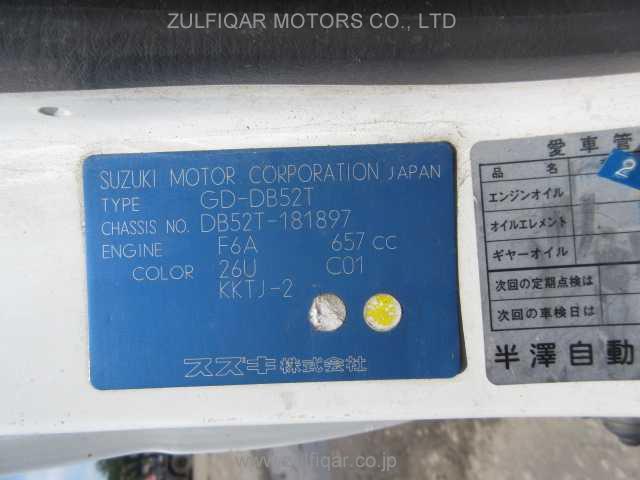 ZULFIQAR MOTORS CO., LTD
SUZUKI MOTOR CORPORATION JAPAN
TYPE GD-DB52T
CHASSIS NO. DB52T-181897
ENGINE F6A 657 cc
COLOR 26U C01
KKTJ-2
スズキ株式会社
愛車管
品名
2
エンジンオイル
オイルエレメント
ギヤーオイル
次回の定期点検は
次回の車検日は
半澤自動
www.zulfiqar.co.jp